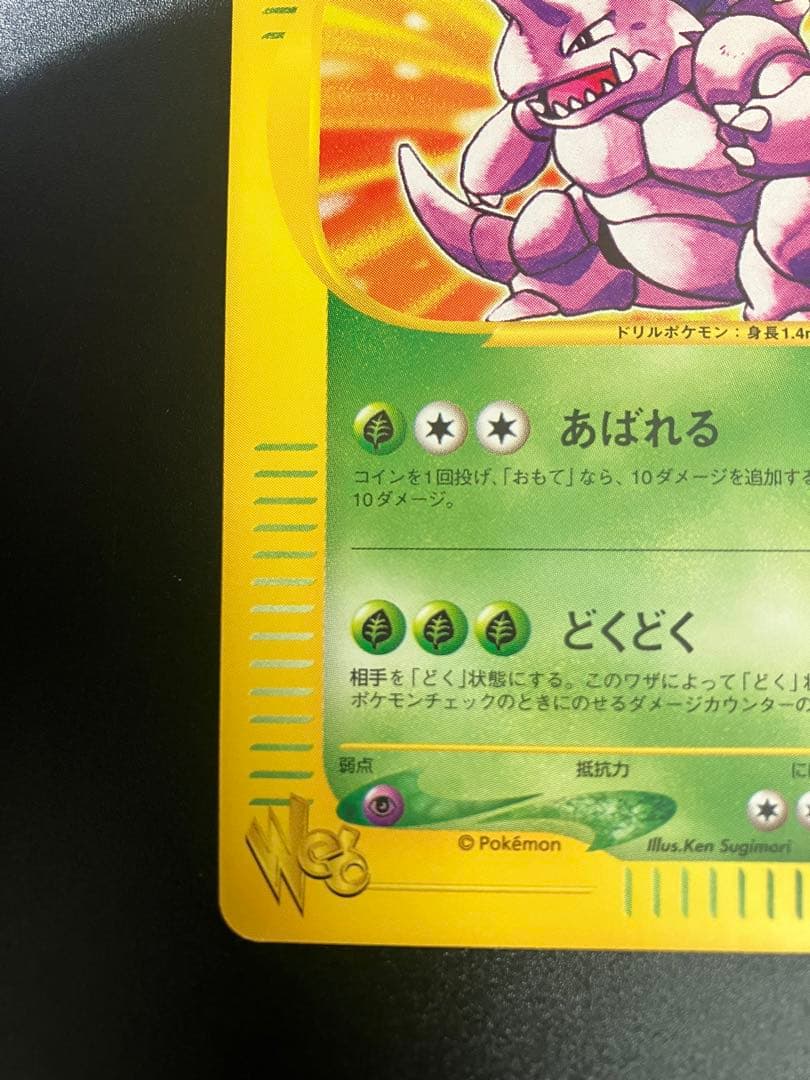 ドリルポケモン：身長1.4m
あばれる
コインを1回投げ、「おもて」なら、10ダメージを追加する
10ダメージ。
どくどく
相手を「どく」状態にする。このワザによって「どく」
ポケモンチェックのときにのせるダメージカウンターの
弱点
抵抗力
に
Web
© Pokémon
Illus.Ken Sugimori